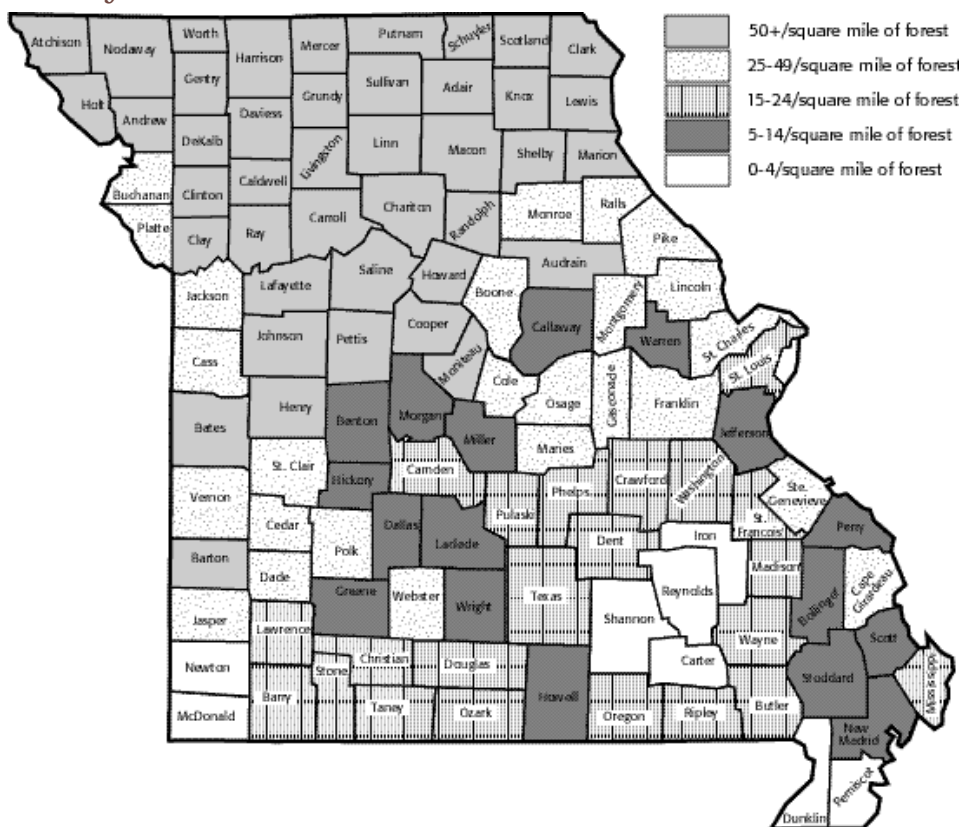 50+/square mile of forest
25-49/square mile of forest
15-24/square mile of forest
5-14/square mile of forest
0-4/square mile of forest
Atchison
Nodaway
Worth
Harrison
Mercer
Putnam
Schuyler
Scotland
Clark
Holt
Gentry
Grundy
Sullivan
Adair
Knox
Lewis
Andrew
DeKalb
Daviess
Livingston
Linn
Macon
Shelby
Marion
Buchanan
Clinton
Caldwell
Carroll
Chariton
Randolph
Monroe
Ralls
Platte
Clay
Ray
Pike
Jackson
Lafayette
Saline
Howard
Boone
Audrain
Montgomery
Lincoln
Cass
Johnson
Pettis
Cooper
Moniteau
Callaway
Warren
St. Charles
St. Louis
Bates
Henry
Benton
Morgan
Cole
Osage
Gasconade
Franklin
Jefferson
Miller
Maries
Vernon
St. Clair
Hickory
Camden
Pulaski
Phelps
Crawford
Washington
Ste.
Genevieve
St.
Francois
Cedar
Polk
Dallas
Laclede
Dent
Iron
Perry
Barton
Dade
Greene
Webster
Wright
Texas
Shannon
Reynolds
Madison
Bollinger
Cape
Girardeau
Jasper
Lawrence
Christian
Douglas
Wayne
Scott
Newton
Stone
Howell
Carter
Stoddard
Mississippi
McDonald
Barry
Taney
Ozark
Oregon
Ripley
Butler
New
Madrid
Pemiscot
Dunklin